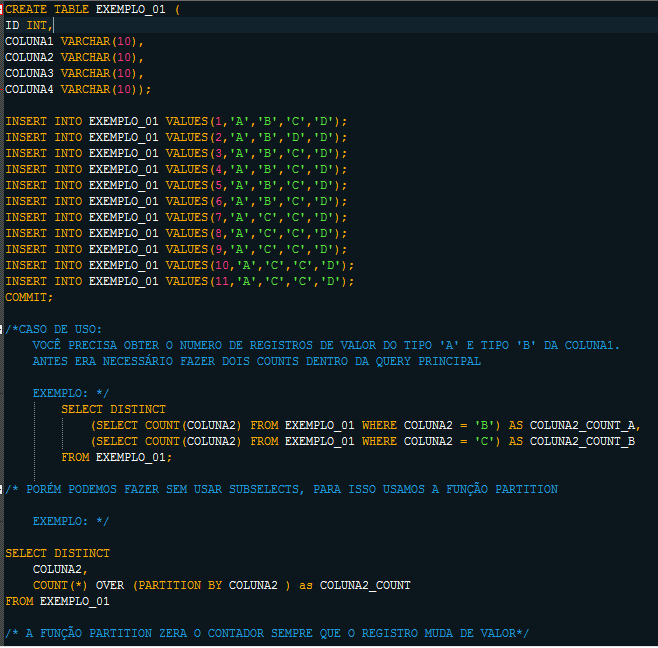 CREATE TABLE EXEMPLO_01 (
ID INT,
COLUNA1 VARCHAR(10),
COLUNA2 VARCHAR(10),
COLUNA3 VARCHAR(10),
COLUNA4 VARCHAR(10));
INSERT INTO EXEMPLO_01 VALUES(1,'A','B','C','D');
INSERT INTO EXEMPLO_01 VALUES(2,'A','B','D','D');
INSERT INTO EXEMPLO_01 VALUES(3,'A','B','C','D');
INSERT INTO EXEMPLO_01 VALUES(4,'A','B','C','D');
INSERT INTO EXEMPLO_01 VALUES(5,'A','B','C','D');
INSERT INTO EXEMPLO_01 VALUES(6,'A','B','C','D');
INSERT INTO EXEMPLO_01 VALUES(7,'A','C','C','D');
INSERT INTO EXEMPLO_01 VALUES(8,'A','C','C','D');
INSERT INTO EXEMPLO_01 VALUES(9,'A','C','C','D');
INSERT INTO EXEMPLO_01 VALUES(10,'A','C','C','D');
INSERT INTO EXEMPLO_01 VALUES(11,'A','C','C','D');
COMMIT;
/*CASO DE USO:
VOCÊ PRECISA OBTER O NUMERO DE REGISTROS DE VALOR DO TIPO 'A' E TIPO 'B' DA COLUNA1.
ANTES ERA NECESSÁRIO FAZER DOIS COUNTS DENTRO DA QUERY PRINCIPAL
EXEMPLO: */
SELECT DISTINCT
(SELECT COUNT(COLUNA2) FROM EXEMPLO_01 WHERE COLUNA2 = 'B') AS COLUNA2_COUNT_A,
(SELECT COUNT(COLUNA2) FROM EXEMPLO_01 WHERE COLUNA2 = 'C') AS COLUNA2_COUNT_B
FROM EXEMPLO_01;
/* PORÉM PODEMOS FAZER SEM USAR SUBSELECTS, PARA ISSO USAMOS A FUNÇÃO PARTITION
EXEMPLO: */
SELECT DISTINCT
COLUNA2,
COUNT(*) OVER (PARTITION BY COLUNA2 ) as COLUNA2_COUNT
FROM EXEMPLO_01
/* A FUNÇÃO PARTITION ZERA O CONTADOR SEMPRE QUE O REGISTRO MUDA DE VALOR*/